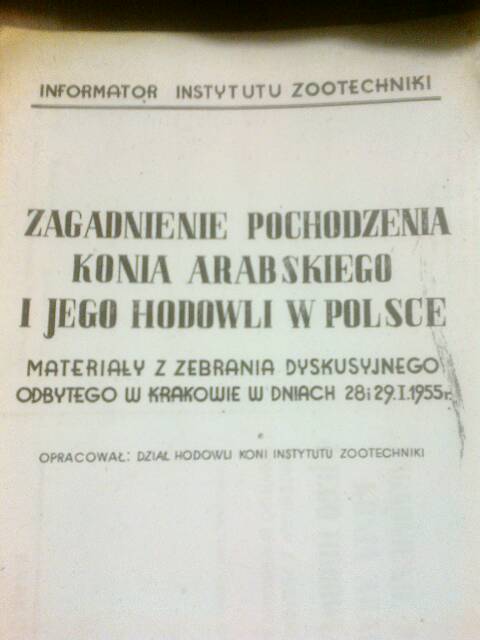 INFORMATOR INSTYTUTU ZOOTECHNIKI
ZAGADNIENIE POCHODZENIA
KONIA ARABSKIEGO
I JEGO HODOWLI W POLSCE
MATERIAŁY Z ZEBRANIA DYSKUSYJNEGO
ODBYTEGO W KRAKOWIE W DNIACH 28 i 29.I.1955r.
OPRACOWAŁ: DZIAŁ HODOWLI KONI INSTYTUTU ZOOTECHNIKI